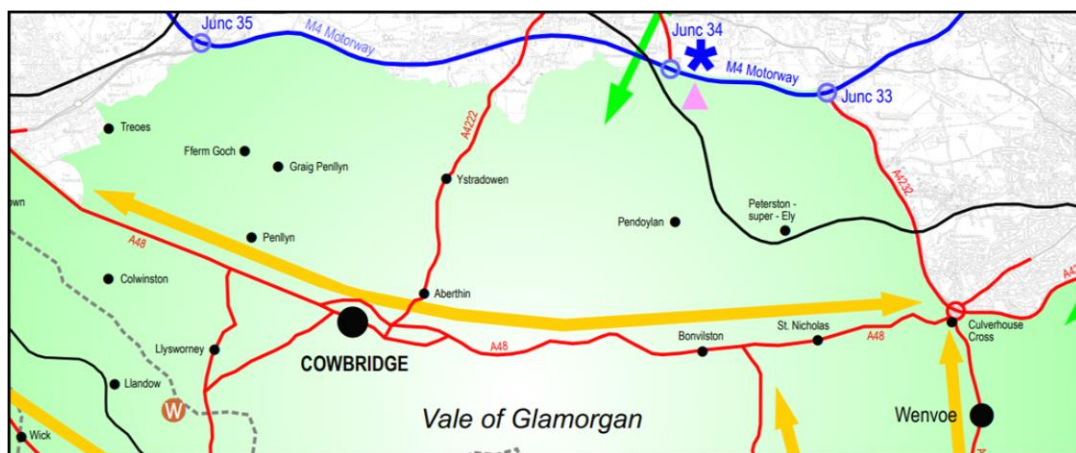 Junc 35
M4 Motorway
Junc 34
M4 Motorway
Junc 33
Treoes
Fferm Goch
Graig Penllyn
A4222
Ystradowen
A4232
Peterston -
super - Ely
Pendoylan
own
A48
Penllyn
Colwinston
Aberthin
Llysworney
COWBRIDGE
A48
Bonvilston
St. Nicholas
A48
Culverhouse
Cross
Llandow
W
Vale of Glamorgan
Wenvoe
Wick